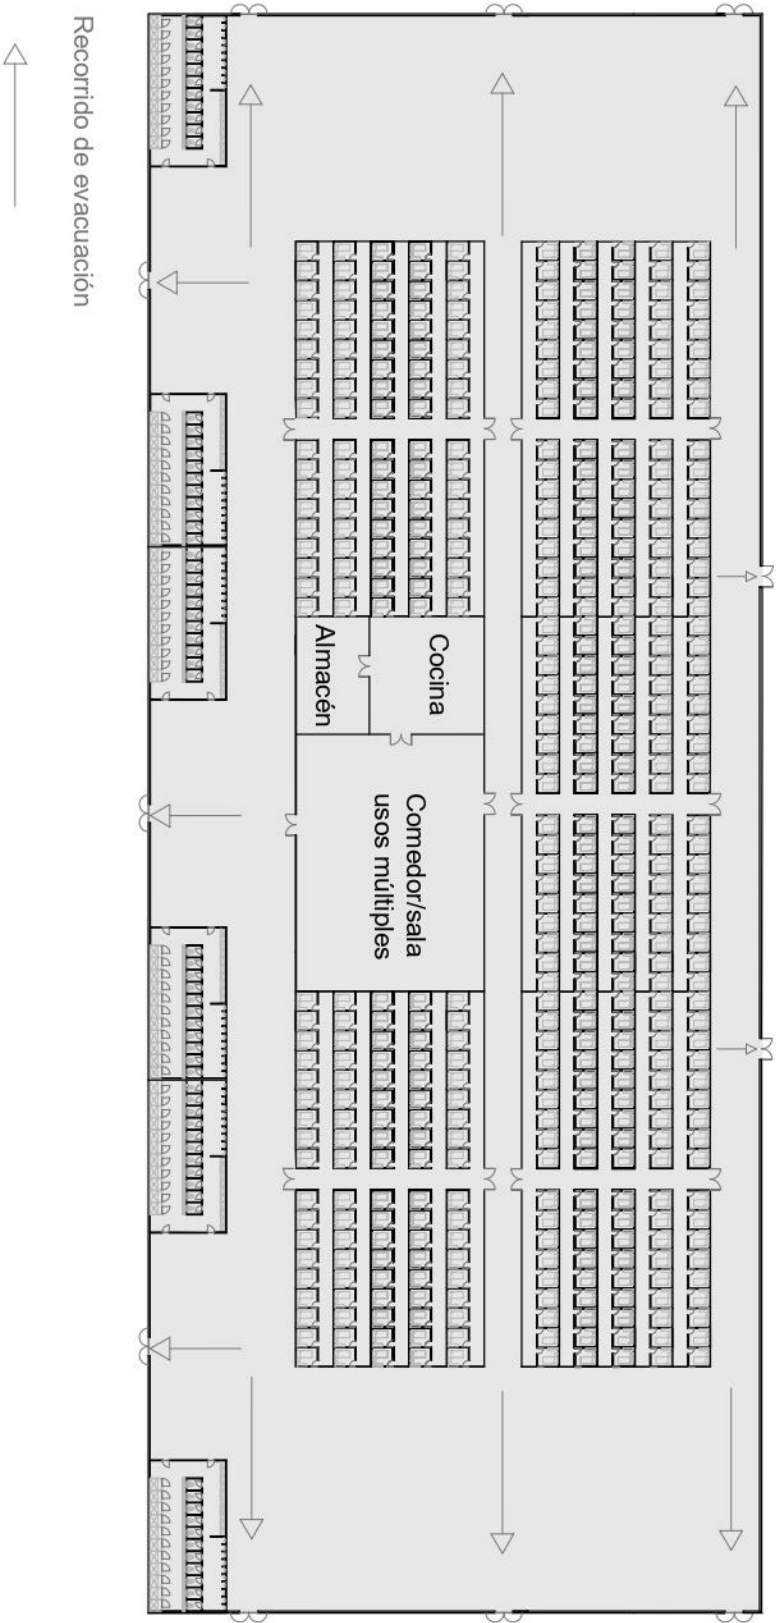 Recorrido de evacuación
Cocina
Almacén
Comedor/sala
usos múltiples